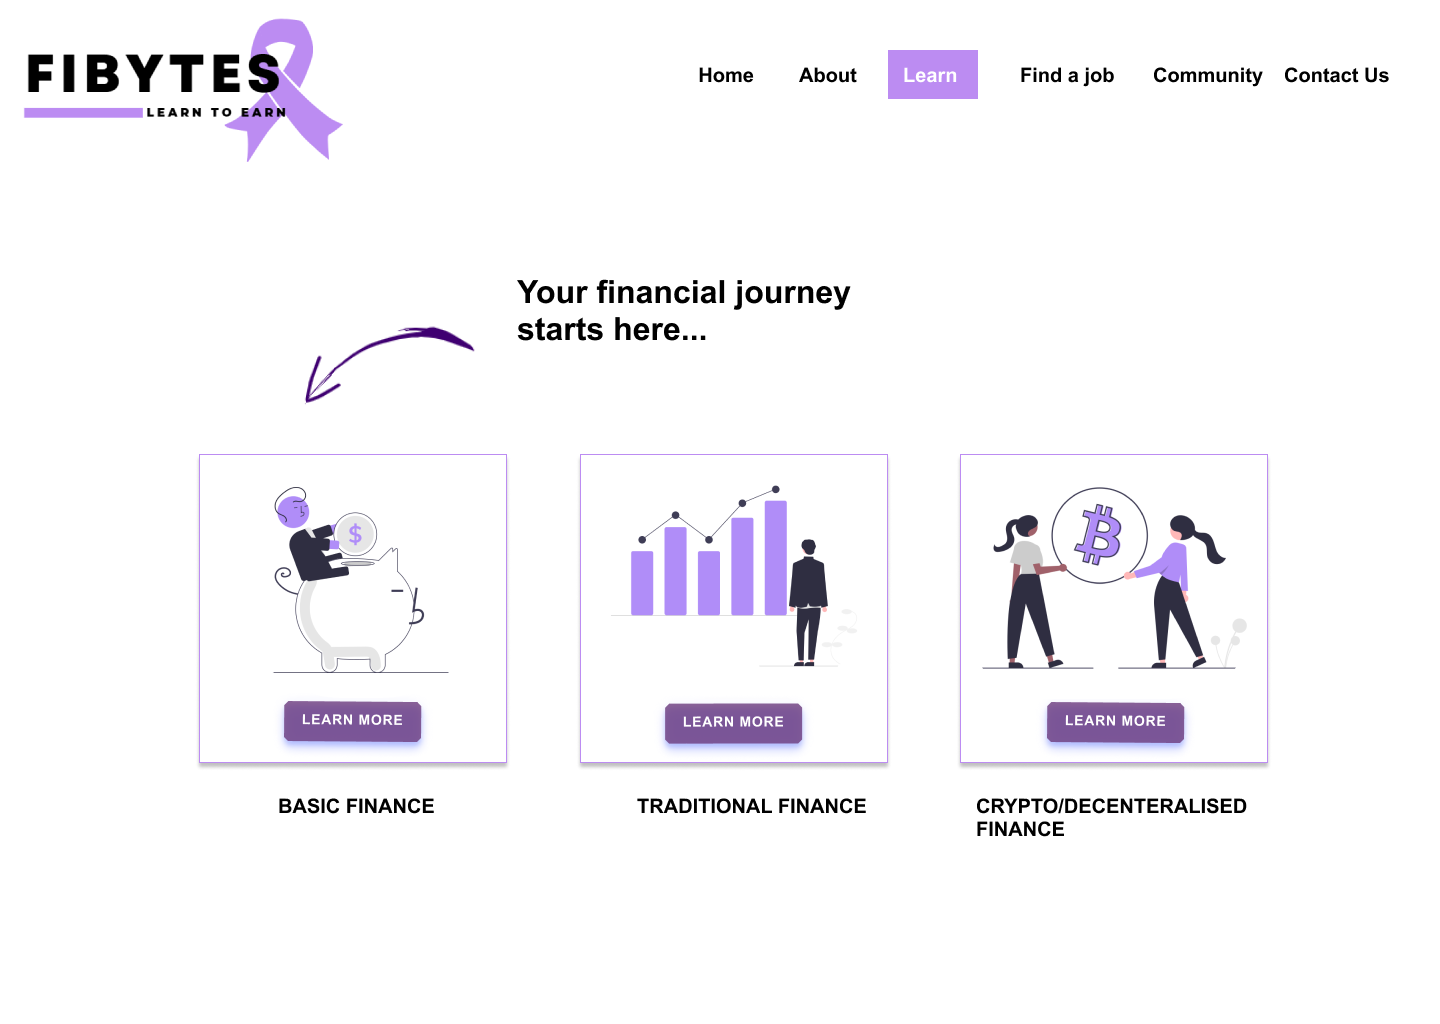 FIBYTES
LEARN TO EARN
Home About Learn Find a job Community Contact Us
Your financial journey
starts here...
$
LEARN MORE LEARN MORE LEARN MORE
BASIC FINANCE TRADITIONAL FINANCE CRYPTO/DECENTERALISED
FINANCE